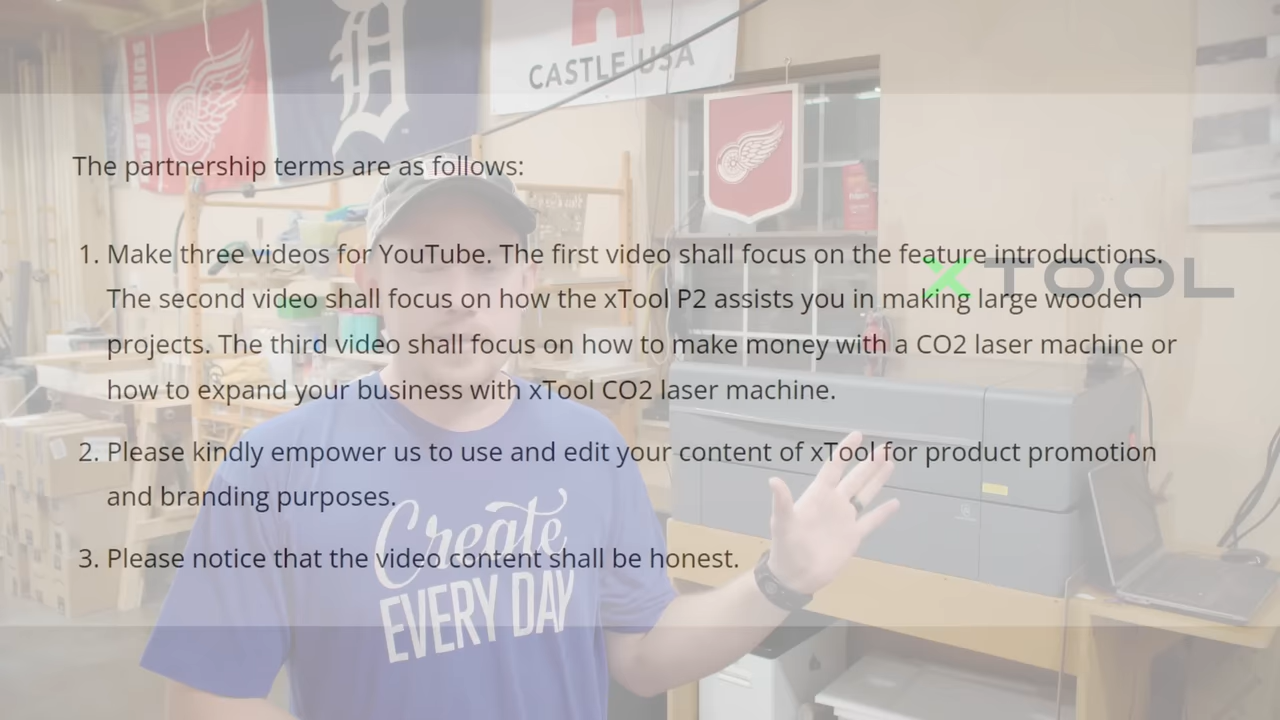 D WINGS
D
CASTLE USA
The partnership terms are as follows:
1. Make three videos for YouTube. The first video shall focus on the feature introductions.
XTOOL
The second video shall focus on how the xTool P2 assists you in making large wooden
projects. The third video shall focus on how to make money with a CO2 laser machine or
how to expand your business with xTool CO2 laser machine.
2. Please kindly empower us to use and edit your content of xTool for product promotion
and branding purposes.
3. Please notice that the video content shall be honest.
Create
EVERY DAY